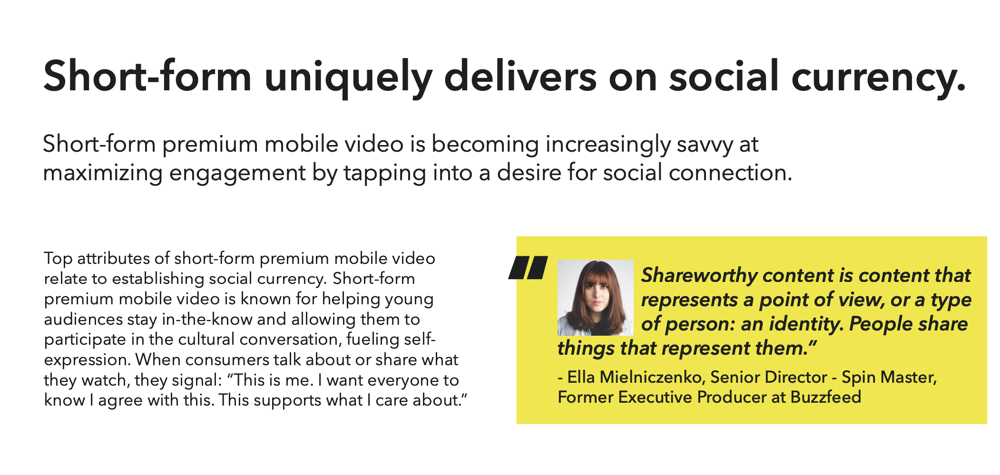 Short-form uniquely delivers on social currency.
Short-form premium mobile video is becoming increasingly savvy at
maximizing engagement by tapping into a desire for social connection.
Top attributes of short-form premium mobile video
relate to establishing social currency. Short-form
premium mobile video is known for helping young
audiences stay in-the-know and allowing them to
participate in the cultural conversation, fueling self-
expression. When consumers talk about or share what
they watch, they signal: “This is me. I want everyone to
know I agree with this. This supports what I care about.”
“
Shareworthy content is content that
represents a point of view, or a type
of person: an identity. People share
things that represent them.”
- Ella Mielniczenko, Senior Director - Spin Master,
Former Executive Producer at Buzzfeed